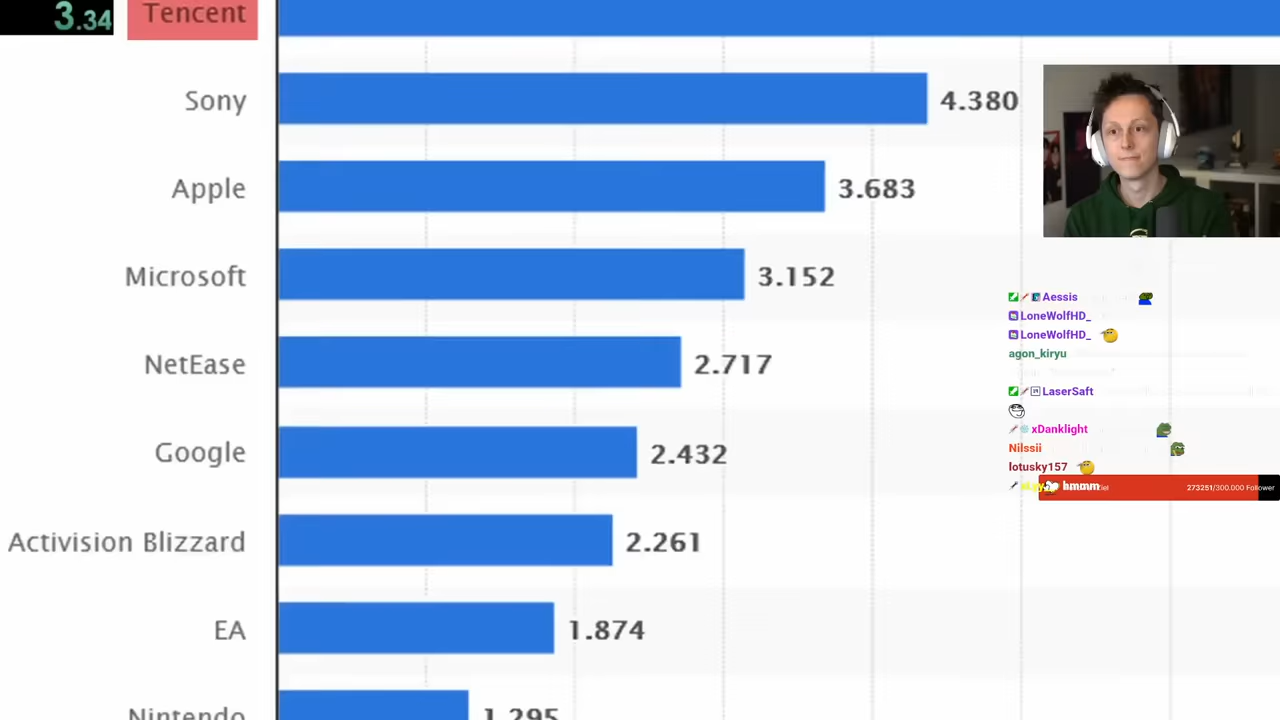 3.34
Tencent
Sony 4.380
Apple 3.683
Microsoft 3.152
NetEase 2.717
Google 2.432
Activision Blizzard 2.261
EA 1.874
Nintendo 1.295
Aessis
LoneWolfHD_
LoneWolfHD_
agon_kiryu
LaserSaft
xDanklight
Nilssii
lotusky157
hmmm
273251/300.000 Follower